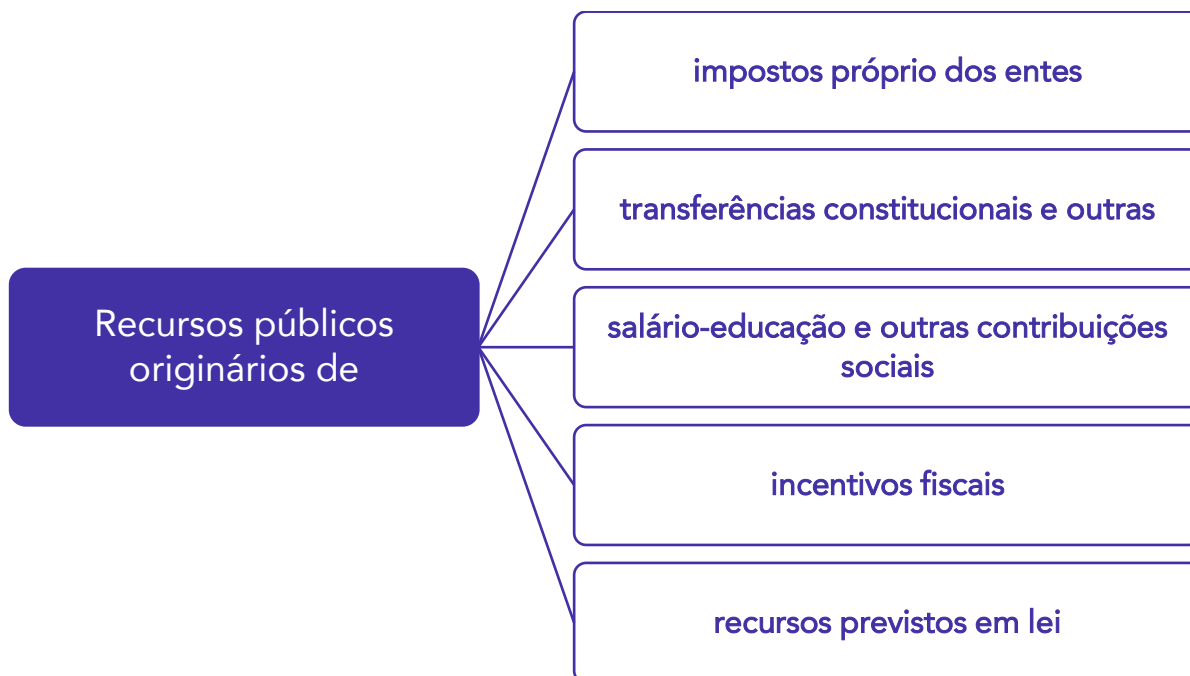 impostos próprio dos entes
transferências constitucionais e outras
Recursos públicos
originários de
salário-educação e outras contribuições
sociais
incentivos fiscais
recursos previstos em lei